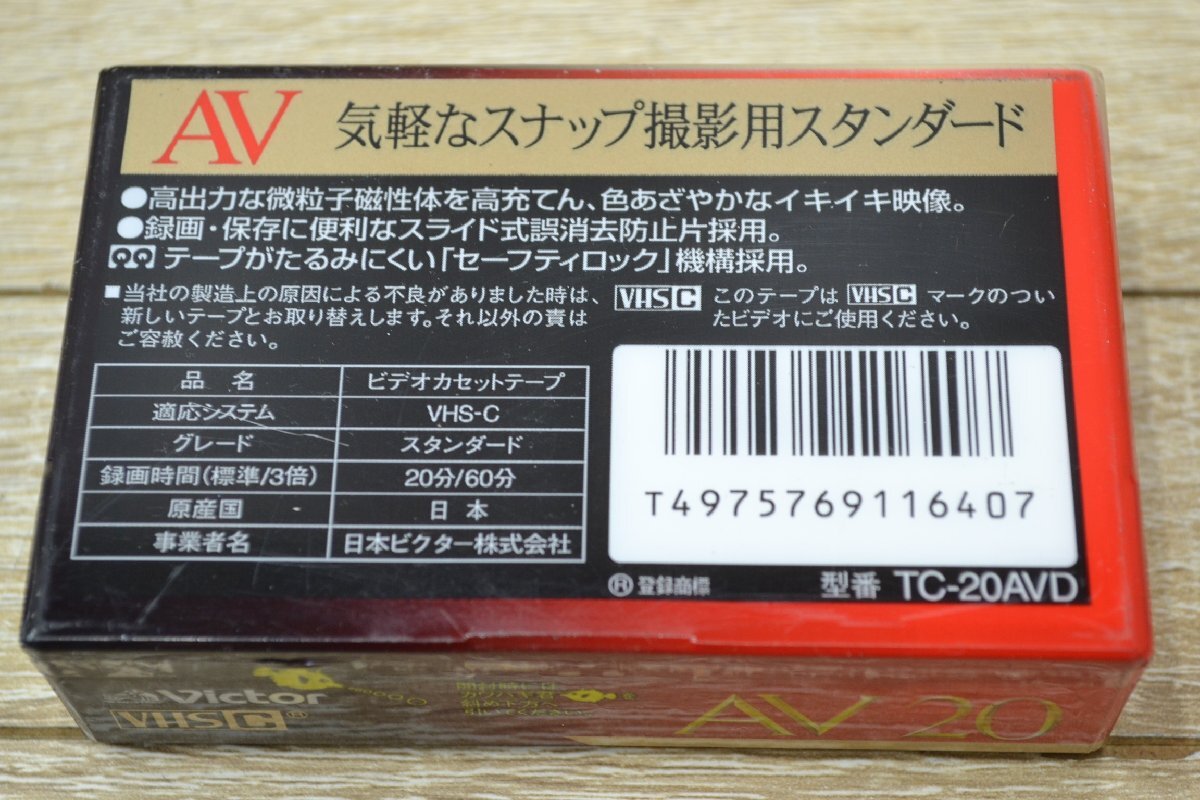 AV 気軽なスナップ撮影用スタンダード
●高出力な微粒子磁性体を高充てん、色あざやかなイキイキ映像。
●録画・保存に便利なスライド式誤消去防止片採用。
テープがたるみにくい「セーフティロック」機構採用。
■当社の製造上の原因による不良がありました時は、
新しいテープとお取り替えします。それ以外の責は
ご容赦ください。
VHS C このテープは VHS C マークのつい
たビデオにご使用ください。
品名 ビデオカセットテープ
適応システム VHS-C
グレード スタンダード
録画時間(標準/3倍) 20分/60分
原産国 日本
事業者名 日本ビクター株式会社
T4975769116407
® 登録商標 型番 TC-20AVD
Victor
VHS C ®
AV 20